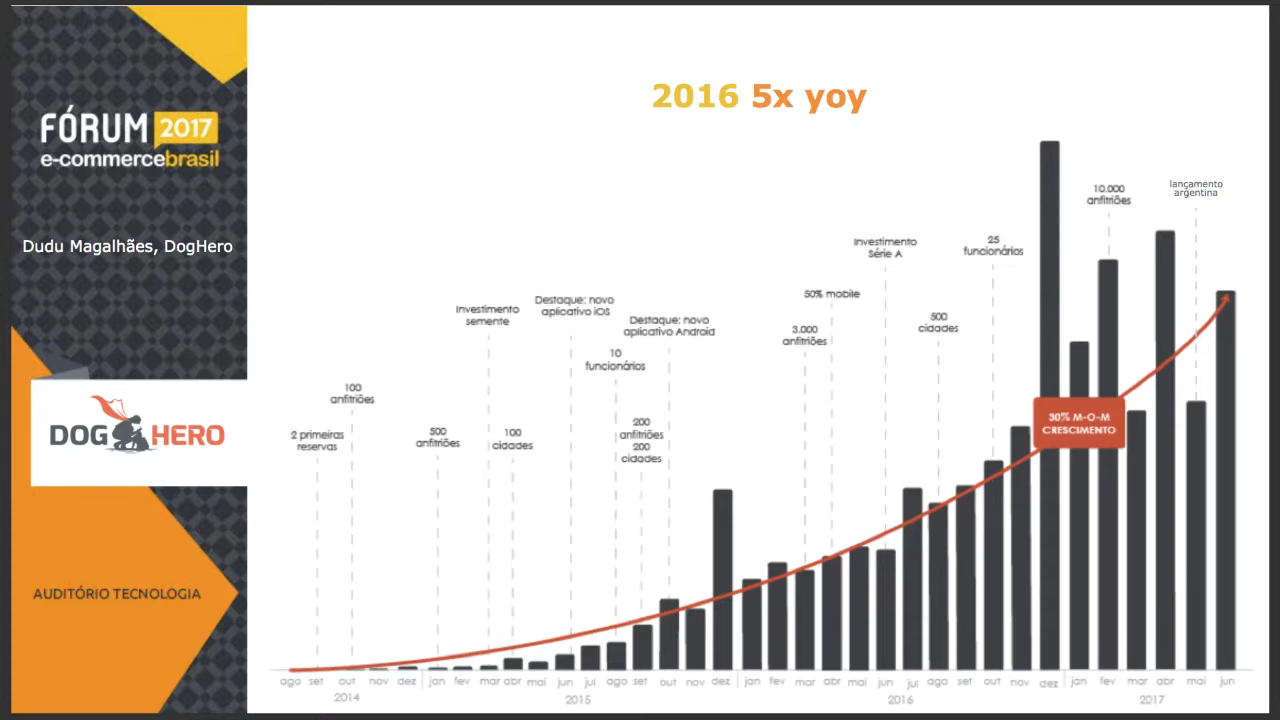 FÓRUM 2017
e-commercebrasil
Dudu Magalhães, DogHero
DOG HERO
AUDITÓRIO TECNOLOGIA
2016 5x yoy
2 primeiras
reservas
100
anfitriões
500
anfitriões
Investimento
semente
100
cidades
Destaque: novo
aplicativo iOS
10
funcionários
200
anfitriões
200
cidades
Destaque: novo
aplicativo Android
3.000
anfitriões
50% mobile
Investimento
Série A
500
cidades
25
funcionários
10.000
anfitriões
lançamento
argentina
30% M-O-M
CRESCIMENTO
ago set out nov dez jan fev mar abr mai jun jul ago set out nov dez jan fev mar abr mai jun jul ago set out nov dez jan fev mar abr mai jun
2014 2015 2016 2017